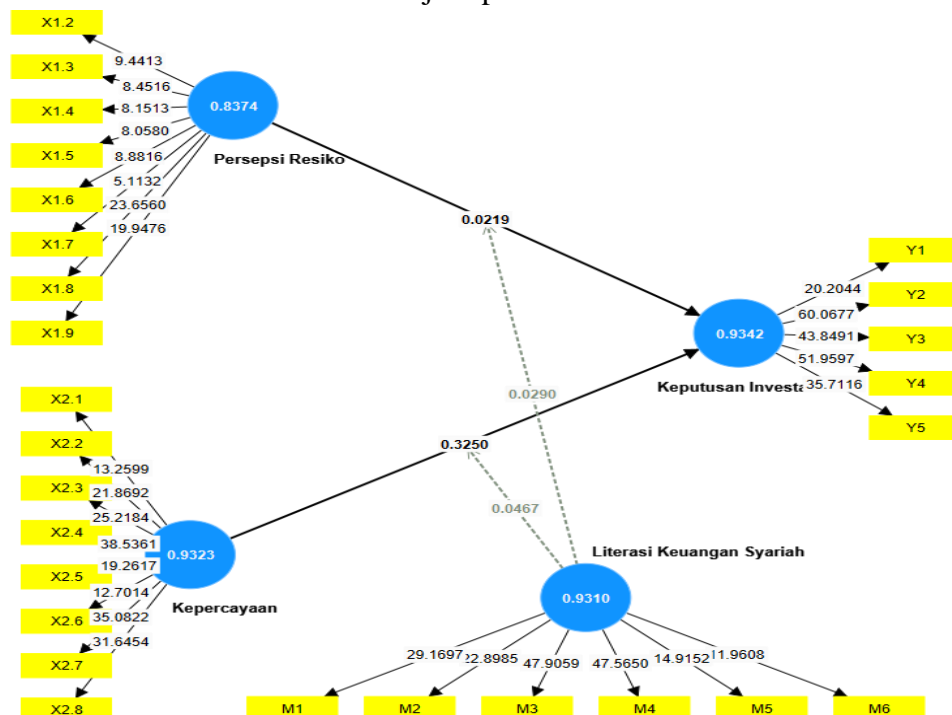 X1.2
X1.3
X1.4
X1.5
X1.6
X1.7
X1.8
X1.9
9.4413
8.4516
8.1513
8.0580
8.8816
5.1132
23.6560
19.9476
0.8374
Persepsi Resiko
0.0219
Y1
Y2
Y3
Y4
Y5
20.2044
60.0677
43.8491
51.9597
35.7116
0.9342
Keputusan Investa
0.0290
0.3250
0.0467
X2.1
X2.2
X2.3
X2.4
X2.5
X2.6
X2.7
X2.8
13.2599
21.8692
25.2184
38.5361
19.2617
12.7014
35.0822
31.6454
0.9323
Kepercayaan
Literasi Keuangan Syariah
0.9310
29.1697
22.8985
47.9059
47.5650
14.9152
11.9608
M1
M2
M3
M4
M5
M6